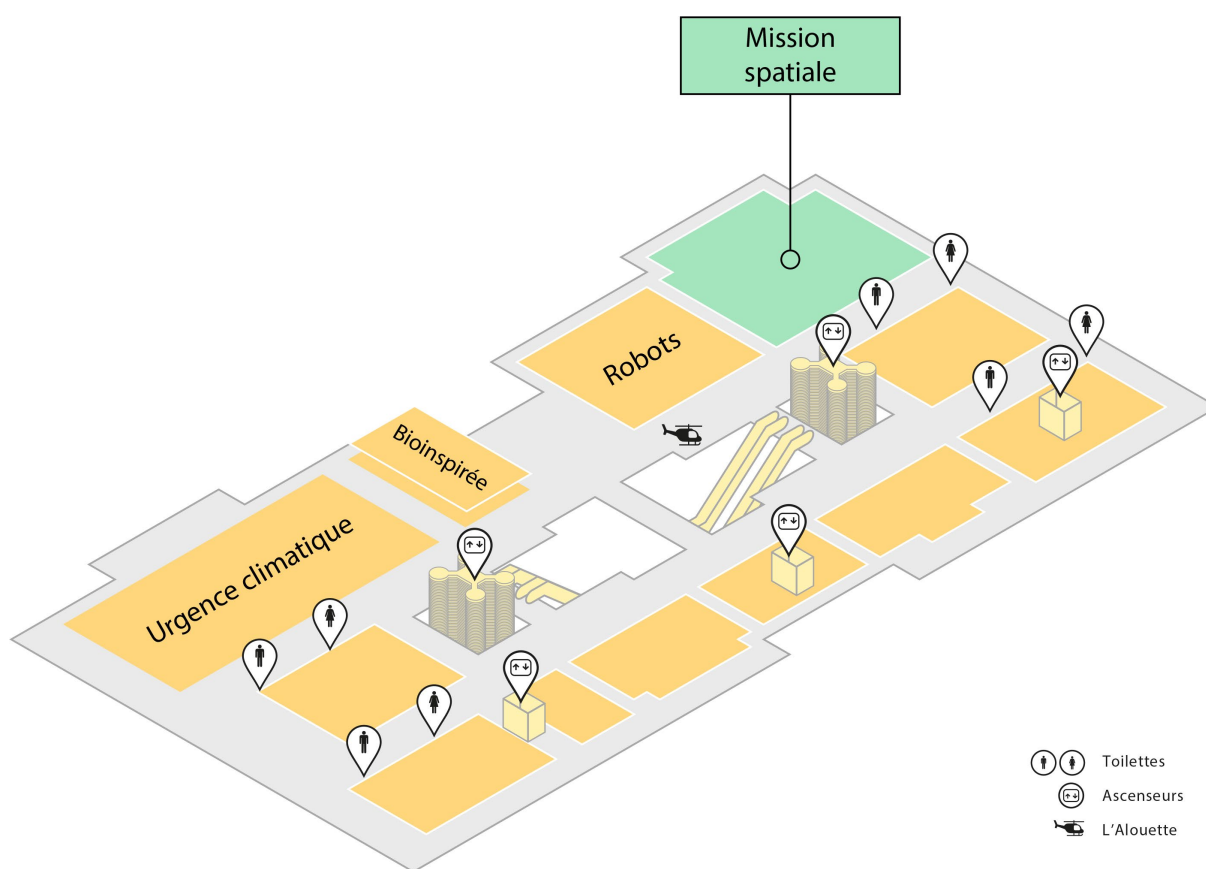 Mission
spatiale
Robots
Bioinspirée
Urgence climatique
Toilettes
Ascenseurs
L'Alouette